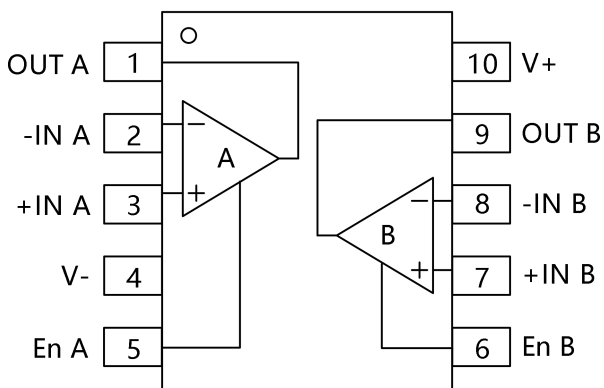 OUT A 1 10 V+
-IN A 2 − A 9 OUT B
+IN A 3 + − 8 -IN B
V- 4 B + 7 +IN B
En A 5 6 En B